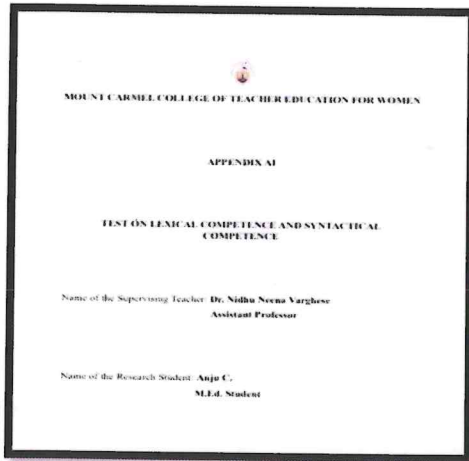 MOUNT CARMEL COLLEGE OF TEACHER EDUCATION FOR WOMEN
APPENDIX A1
TEST ON LEXICAL COMPETENCE AND SYNTACTICAL
COMPETENCE
Name of the Supervising Teacher: Dr. Nidhu Neena Varghese
Assistant Professor
Name of the Research Student: Anju C.
M.Ed. Student